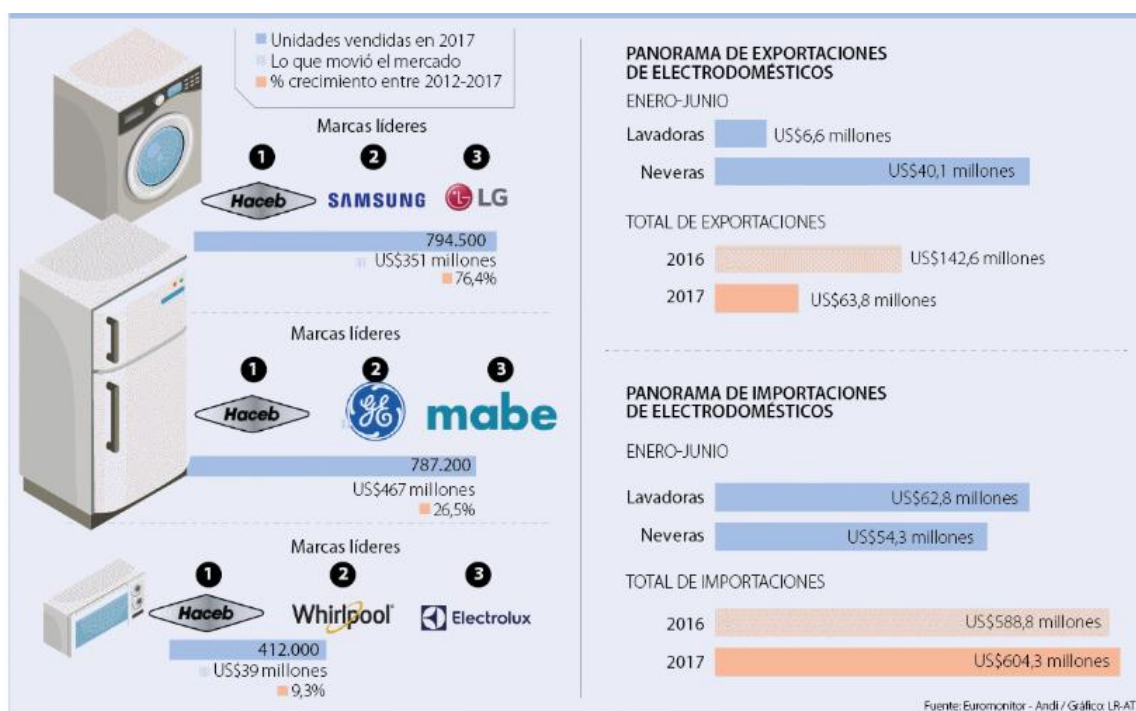 Unidades vendidas en 2017
Lo que movió el mercado
% crecimiento entre 2012-2017
Marcas líderes
1 2 3
Haceb SAMSUNG LG
794.500
US$351 millones
76,4%
Marcas líderes
1 2 3
Haceb GE mabe
787.200
US$467 millones
26,5%
Marcas líderes
1 2 3
Haceb Whirlpool Electrolux
412.000
US$39 millones
9,3%
PANORAMA DE EXPORTACIONES
DE ELECTRODOMÉSTICOS
ENERO-JUNIO
Lavadoras US$6,6 millones
Neveras US$40,1 millones
TOTAL DE EXPORTACIONES
2016 US$142,6 millones
2017 US$63,8 millones
PANORAMA DE IMPORTACIONES
DE ELECTRODOMÉSTICOS
ENERO-JUNIO
Lavadoras US$62,8 millones
Neveras US$54,3 millones
TOTAL DE IMPORTACIONES
2016 US$588,8 millones
2017 US$604,3 millones
Fuente: Euromonitor - Andi / Gráfico: LR-AT